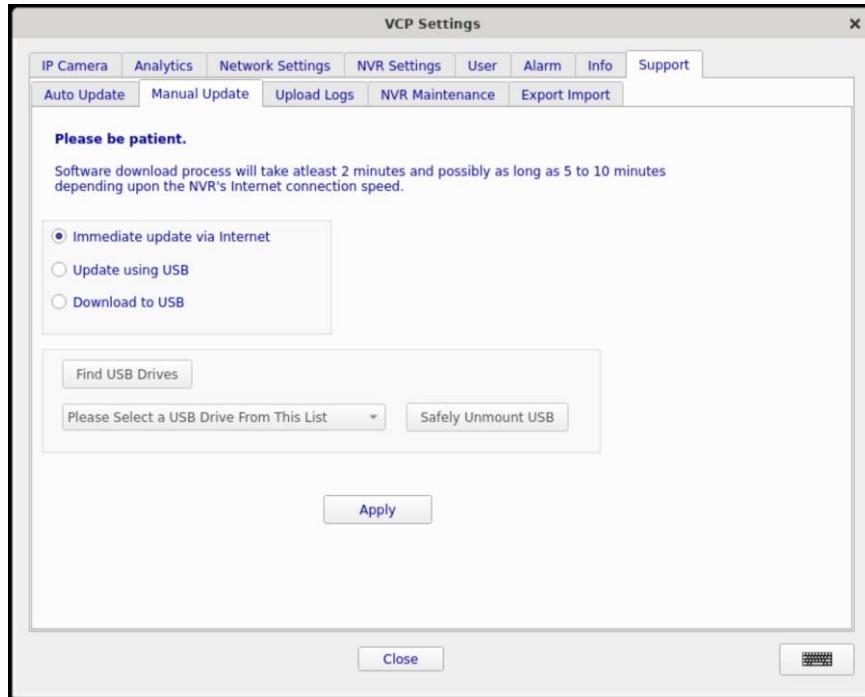 VCP Settings
IP Camera Analytics Network Settings NVR Settings User Alarm Info Support
Auto Update Manual Update Upload Logs NVR Maintenance Export Import
Please be patient.
Software download process will take atleast 2 minutes and possibly as long as 5 to 10 minutes
depending upon the NVR's Internet connection speed.
Immediate update via Internet
Update using USB
Download to USB
Find USB Drives
Please Select a USB Drive From This List Safely Unmount USB
Apply
Close